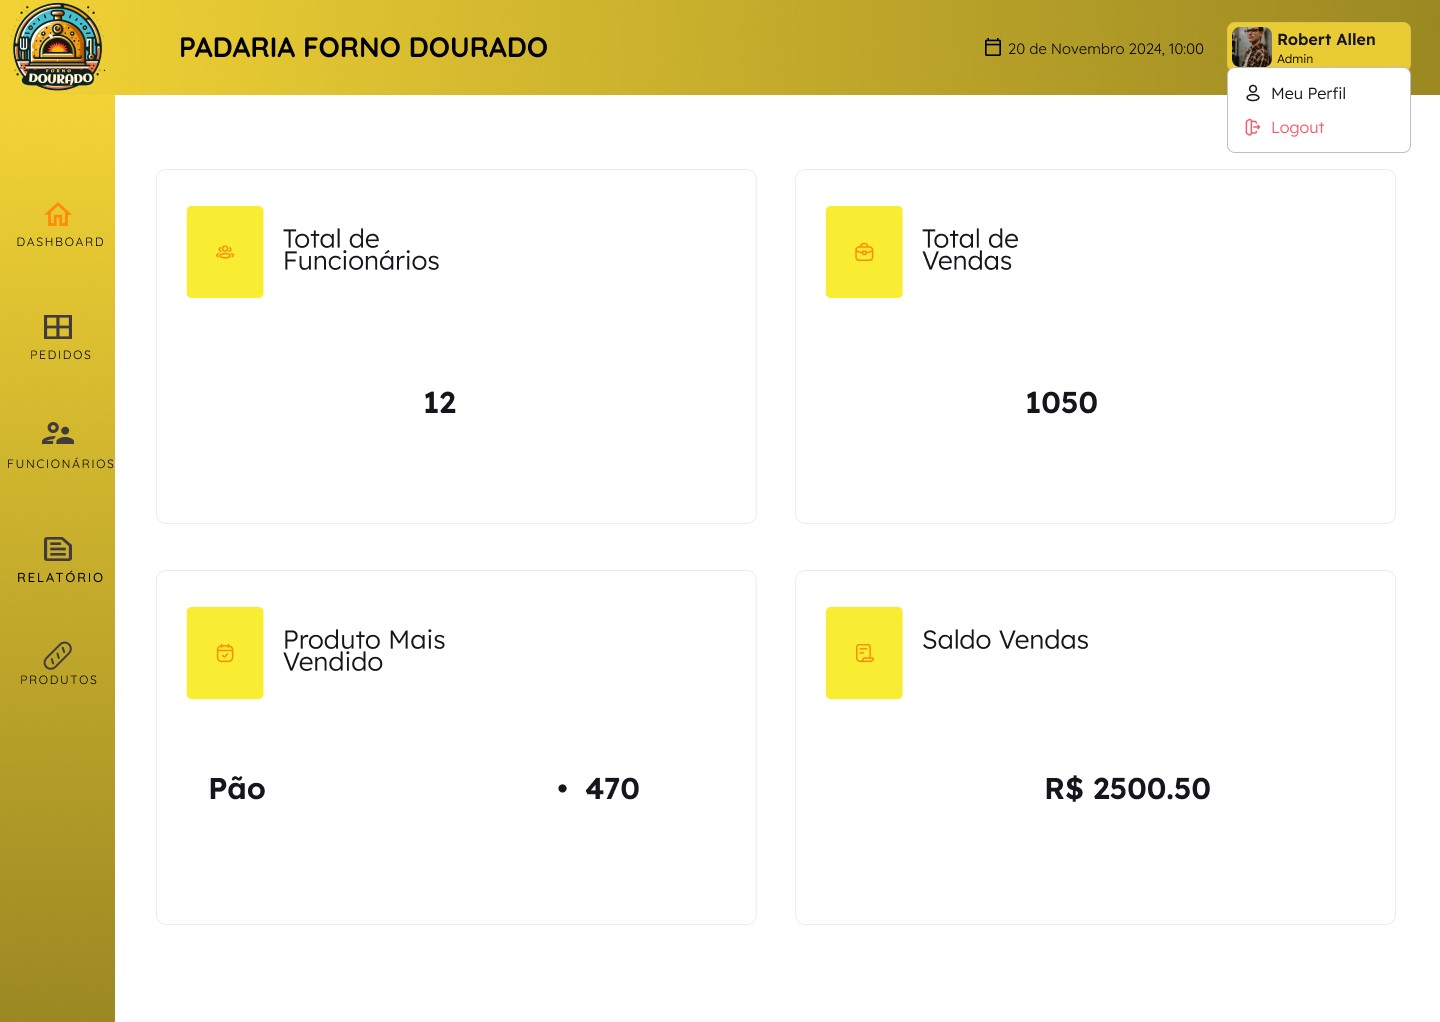 FORNO
DOURADO
PADARIA FORNO DOURADO
20 de Novembro 2024, 10:00
Robert Allen
Admin
Meu Perfil
Logout
DASHBOARD
PEDIDOS
FUNCIONÁRIOS
RELATÓRIO
PRODUTOS
Total de
Funcionários
12
Total de
Vendas
1050
Produto Mais
Vendido
Pão
• 470
Saldo Vendas
R$ 2500.50